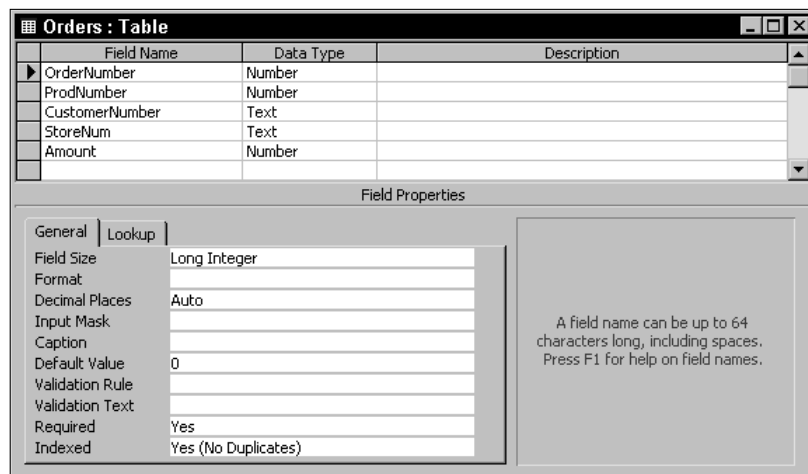 Orders : Table
Field Name Data Type Description
OrderNumber Number
ProdNumber Number
CustomerNumber Text
StoreNum Text
Amount Number
Field Properties
General Lookup
Field Size Long Integer
Format
Decimal Places Auto
Input Mask
Caption
Default Value 0
Validation Rule
Validation Text
Required Yes
Indexed Yes (No Duplicates)
A field name can be up to 64
characters long, including spaces.
Press F1 for help on field names.